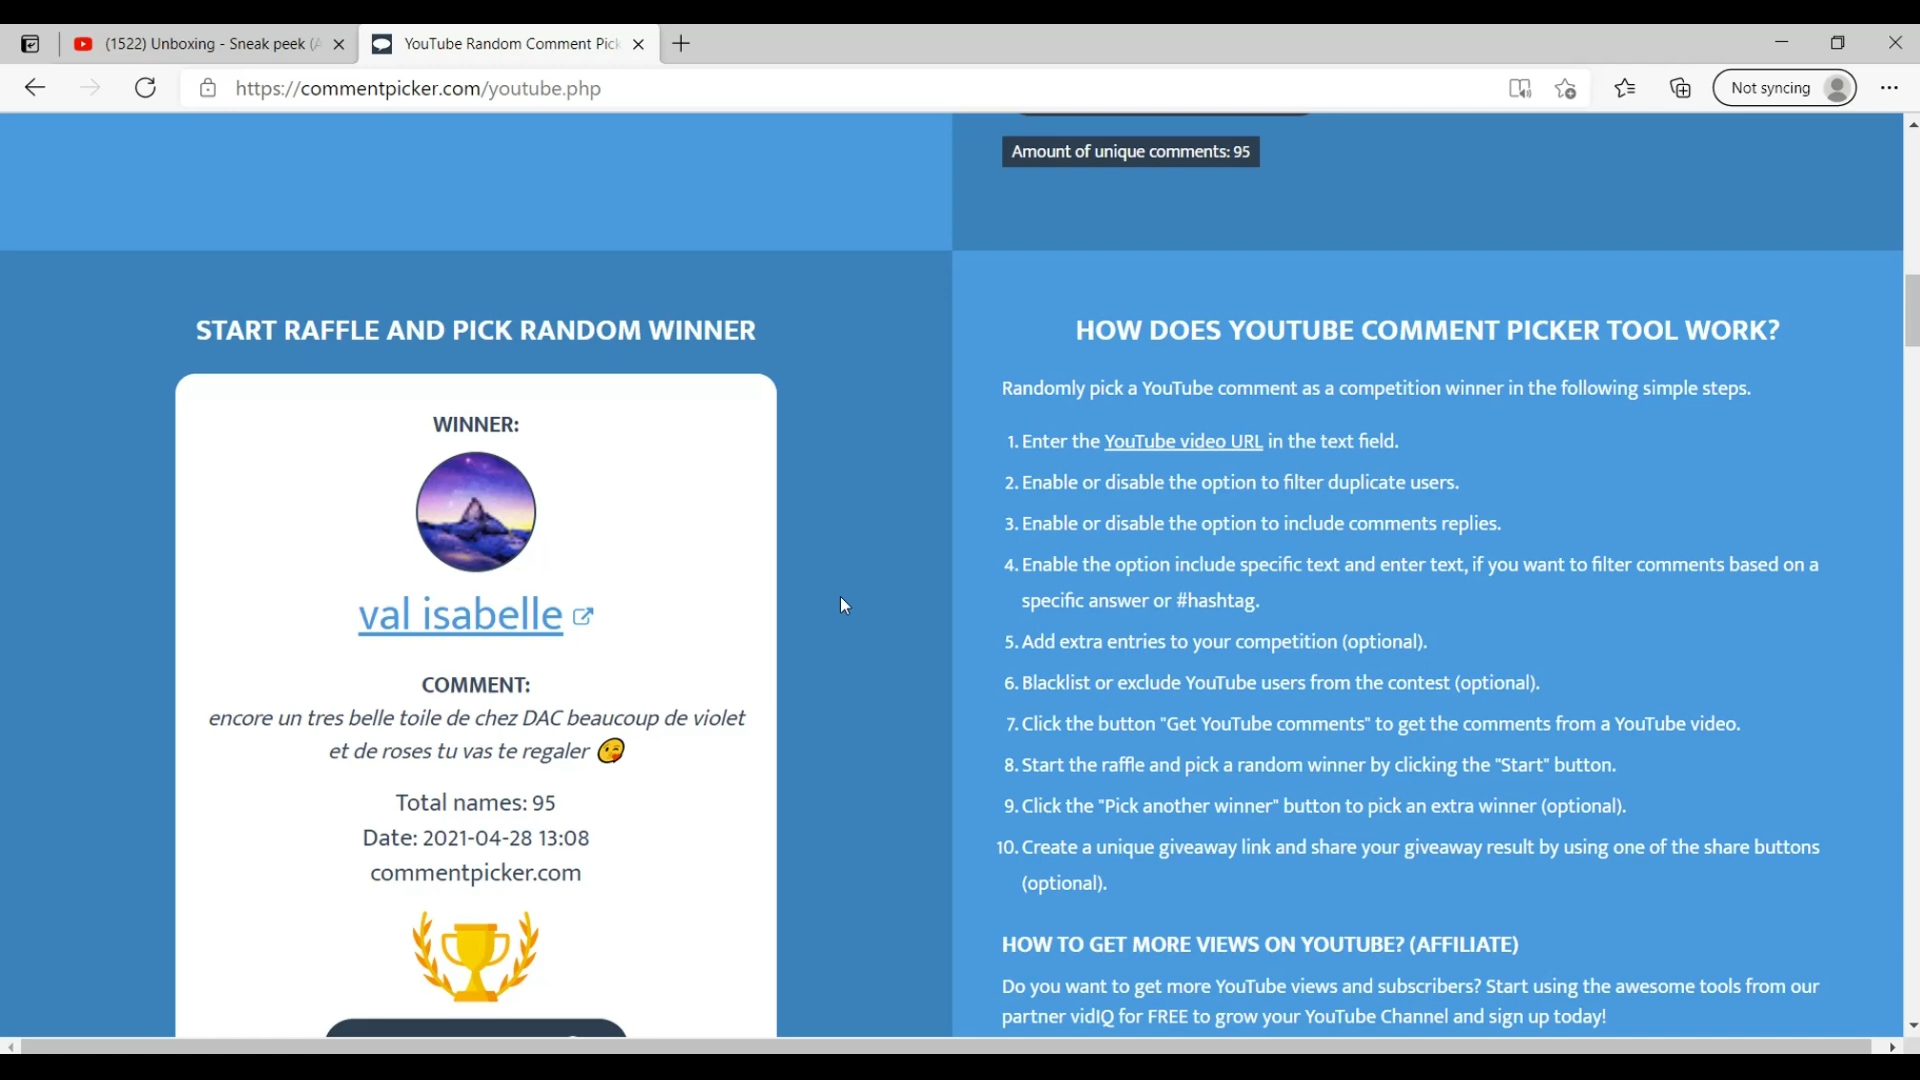 (1522) Unboxing - Sneak peek (A
YouTube Random Comment Pick
https://commentpicker.com/youtube.php
Not syncing
Amount of unique comments: 95
START RAFFLE AND PICK RANDOM WINNER
WINNER:
val isabelle
COMMENT:
encore un tres belle toile de chez DAC beaucoup de violet
et de roses tu vas te regaler 😋
Total names: 95
Date: 2021-04-28 13:08
commentpicker.com
HOW DOES YOUTUBE COMMENT PICKER TOOL WORK?
Randomly pick a YouTube comment as a competition winner in the following simple steps.
1. Enter the YouTube video URL in the text field.
2. Enable or disable the option to filter duplicate users.
3. Enable or disable the option to include comments replies.
4. Enable the option include specific text and enter text, if you want to filter comments based on a
specific answer or #hashtag.
5. Add extra entries to your competition (optional).
6. Blacklist or exclude YouTube users from the contest (optional).
7. Click the button "Get YouTube comments" to get the comments from a YouTube video.
8. Start the raffle and pick a random winner by clicking the "Start" button.
9. Click the "Pick another winner" button to pick an extra winner (optional).
10. Create a unique giveaway link and share your giveaway result by using one of the share buttons
(optional).
HOW TO GET MORE VIEWS ON YOUTUBE? (AFFILIATE)
Do you want to get more YouTube views and subscribers? Start using the awesome tools from our
partner vidIQ for FREE to grow your YouTube Channel and sign up today!